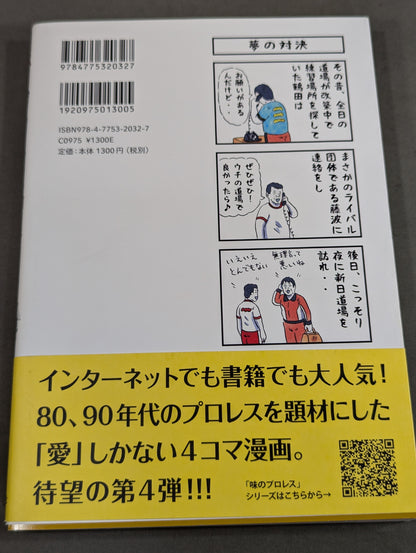 9784775320327
1920975013005
ISBN978-4-7753-2032-7
C0975 ¥1300E
定価:本体1300円(税別)
夢の対決
その昔、全日の
道場が改築中で
練習場所を探して
いた鶴田は
お願いがある
んだけど・・
まさかのライバル
団体である藤波に
連絡をし
ぜひぜひ!
ウチの道場で
良かったら♪
後日、こっそり
夜に新日道場を
訪れ・・
無理言って
悪いね
いえいえ
とんでもない
インターネットでも書籍でも大人気!
80、90年代のプロレスを題材にした
「愛」しかない4コマ漫画。
待望の第4弾!!!
「味のプロレス」
シリーズはこちらから→